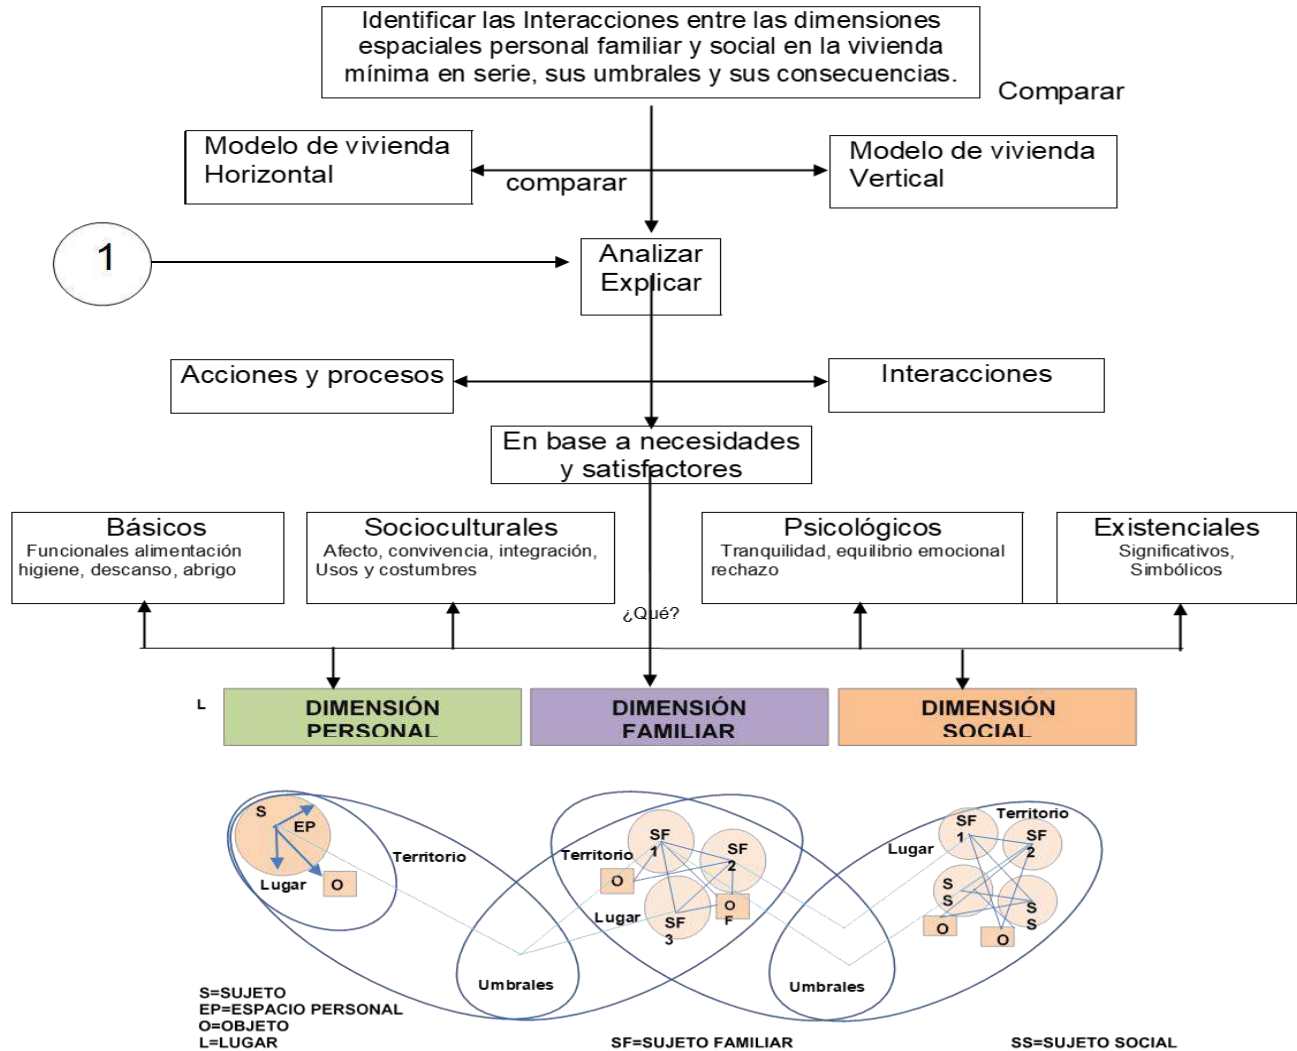 Identificar las Interacciones entre las dimensiones
espaciales personal familiar y social en la vivienda
mínima en serie, sus umbrales y sus consecuencias.
Comparar
Modelo de vivienda
Horizontal
comparar
Modelo de vivienda
Vertical
1
Analizar
Explicar
Acciones y procesos
Interacciones
En base a necesidades
y satisfactores
Básicos
Funcionales alimentación
higiene, descanso, abrigo
Socioculturales
Afecto, convivencia, integración,
Usos y costumbres
Psicológicos
Tranquilidad, equilibrio emocional
rechazo
Existenciales
Significativos,
Simbólicos
¿Qué?
L
DIMENSIÓN
PERSONAL
DIMENSIÓN
FAMILIAR
DIMENSIÓN
SOCIAL
S
EP
Lugar
O
Territorio
Umbrales
Territorio
SF
1
SF
2
O
Lugar
SF
3
O
F
Umbrales
Lugar
Territorio
SF
1
SF
2
S
S
S
S
O
O
S=SUJETO
EP=ESPACIO PERSONAL
O=OBJETO
L=LUGAR
SF=SUJETO FAMILIAR
SS=SUJETO SOCIAL